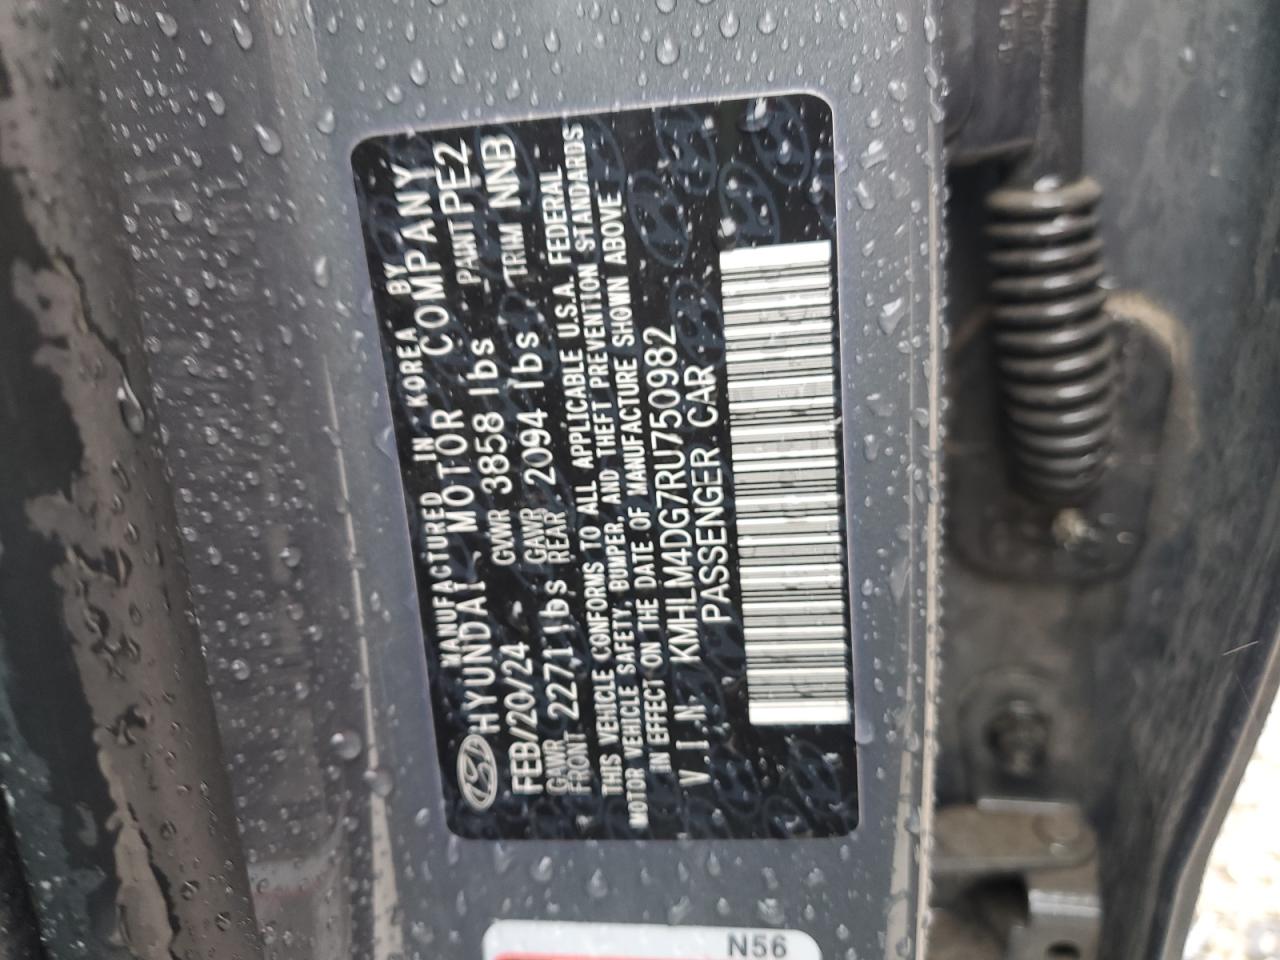 MANUFACTURED IN KOREA BY
HYUNDAI MOTOR COMPANY
FEB/20/24 GVWR 3858 lbs PAINT PE2
GAWR FRONT 2271 lbs GAWR REAR 2094 lbs TRIM NNB
THIS VEHICLE CONFORMS TO ALL APPLICABLE U.S.A. FEDERAL
MOTOR VEHICLE SAFETY, BUMPER, AND THEFT PREVENTION STANDARDS
IN EFFECT ON THE DATE OF MANUFACTURE SHOWN ABOVE
V.I.N KMHLM4DG7RU750982
PASSENGER CAR
N56